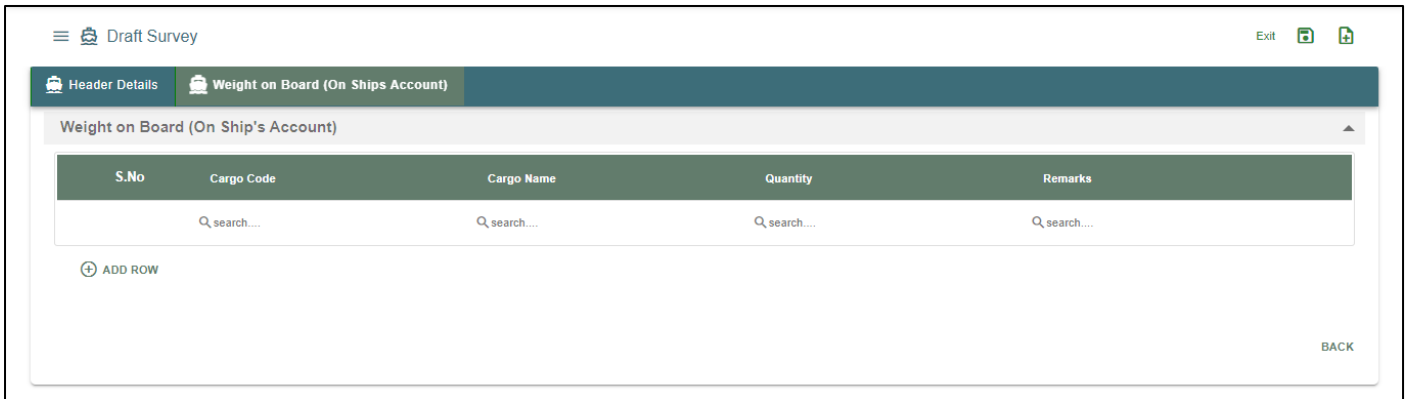 Draft Survey
Exit
Header Details
Weight on Board (On Ships Account)
Weight on Board (On Ship's Account)
S.No Cargo Code Cargo Name Quantity Remarks
search.... search.... search.... search....
ADD ROW
BACK